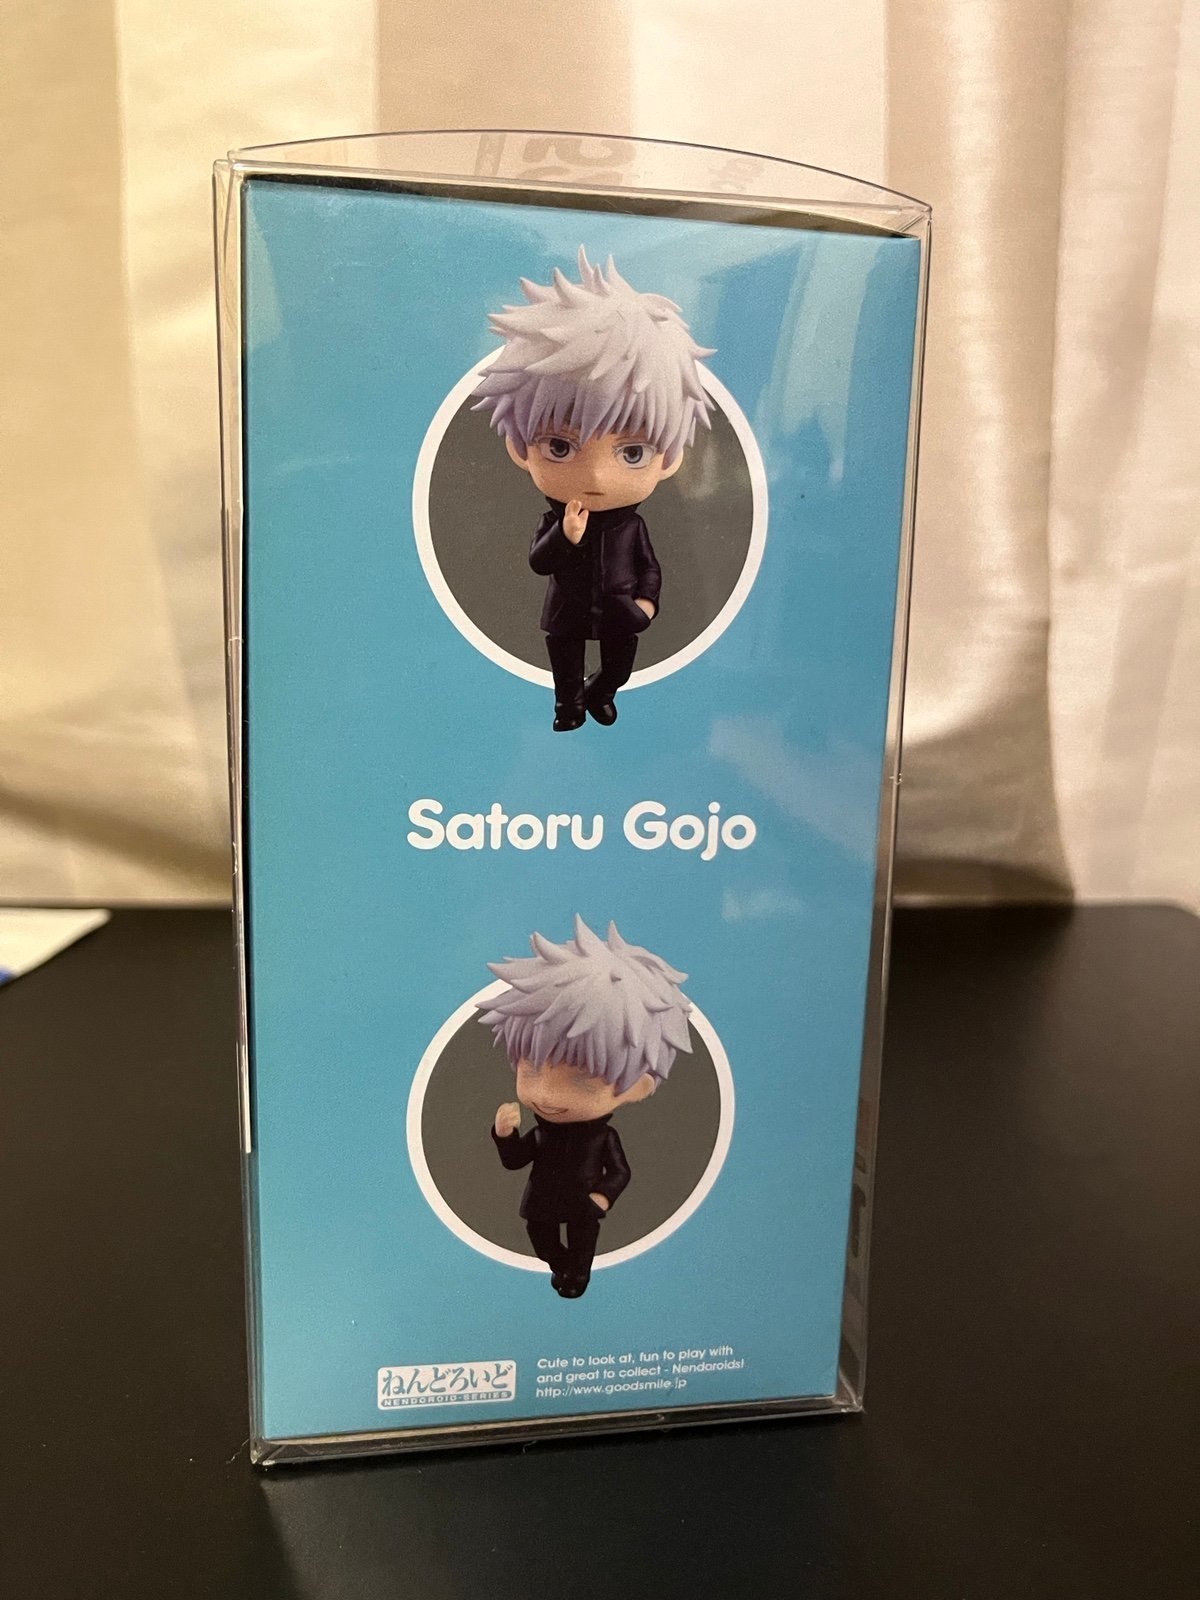 Satoru Gojo
ねんどろいど
NENDOROID-SERIES
Cute to look at, fun to play with
and great to collect - Nendoroids!
http://www.goodsmile.jp